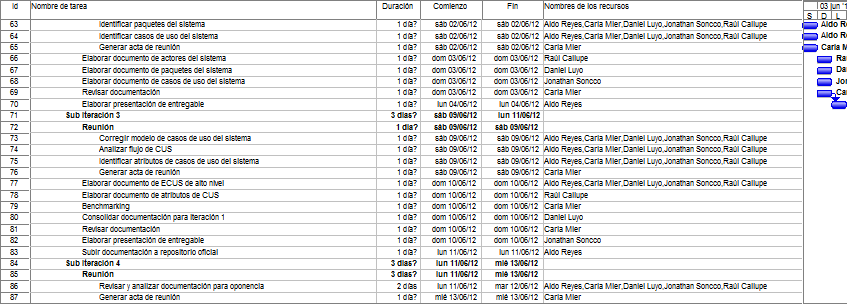 Id Nombre de tarea Duración Comienzo Fin Nombres de los recursos 03 jun '1
S D L
63 Identificar paquetes del sistema 1 día? sáb 02/06/12 sáb 02/06/12 Aldo Reyes,Carla Mier,Daniel Luyo,Jonathan Soncco,Raúl Callupe Aldo R
64 Identificar casos de uso del sistema 1 día? sáb 02/06/12 sáb 02/06/12 Aldo Reyes,Carla Mier,Daniel Luyo,Jonathan Soncco,Raúl Callupe Aldo R
65 Generar acta de reunión 1 día? sáb 02/06/12 sáb 02/06/12 Carla Mier Carla M
66 Elaborar documento de actores del sistema 1 día? dom 03/06/12 dom 03/06/12 Raúl Callupe Ra
67 Elaborar documento de paquetes del sistema 1 día? dom 03/06/12 dom 03/06/12 Daniel Luyo Da
68 Elaborar documento de casos de uso del sistema 1 día? dom 03/06/12 dom 03/06/12 Jonathan Soncco Jo
69 Revisar documentación 1 día? dom 03/06/12 dom 03/06/12 Carla Mier Ca
70 Elaborar presentación de entregable 1 día? lun 04/06/12 lun 04/06/12 Aldo Reyes
71 Sub iteración 3 3 días? sáb 09/06/12 lun 11/06/12
72 Reunión 1 día? sáb 09/06/12 sáb 09/06/12
73 Corregir modelo de casos de uso del sistema 1 día? sáb 09/06/12 sáb 09/06/12 Aldo Reyes,Carla Mier,Daniel Luyo,Jonathan Soncco,Raúl Callupe
74 Analizar flujo de CUS 1 día? sáb 09/06/12 sáb 09/06/12 Aldo Reyes,Carla Mier,Daniel Luyo,Jonathan Soncco,Raúl Callupe
75 Identificar atributos de casos de uso del sistema 1 día? sáb 09/06/12 sáb 09/06/12 Aldo Reyes,Carla Mier,Daniel Luyo,Jonathan Soncco,Raúl Callupe
76 Generar acta de reunión 1 día? sáb 09/06/12 sáb 09/06/12 Carla Mier
77 Elaborar documento de ECUS de alto nivel 1 día? dom 10/06/12 dom 10/06/12 Aldo Reyes,Carla Mier,Daniel Luyo,Jonathan Soncco,Raúl Callupe
78 Elaborar documento de atributos de CUS 1 día? dom 10/06/12 dom 10/06/12 Raúl Callupe
79 Benchmarking 1 día? dom 10/06/12 dom 10/06/12 Carla Mier
80 Consolidar documentación para iteración 1 1 día? dom 10/06/12 dom 10/06/12 Daniel Luyo
81 Revisar documentación 1 día? dom 10/06/12 dom 10/06/12 Carla Mier
82 Elaborar presentación de entregable 1 día? dom 10/06/12 dom 10/06/12 Jonathan Soncco
83 Subir documentación a repositorio oficial 1 día? lun 11/06/12 lun 11/06/12 Aldo Reyes
84 Sub iteración 4 3 días? lun 11/06/12 mié 13/06/12
85 Reunión 3 días? lun 11/06/12 mié 13/06/12
86 Revisar y analizar documentación para oponencia 2 días lun 11/06/12 mar 12/06/12 Aldo Reyes,Carla Mier,Daniel Luyo,Jonathan Soncco,Raúl Callupe
87 Generar acta de reunión 1 día? mié 13/06/12 mié 13/06/12 Carla Mier